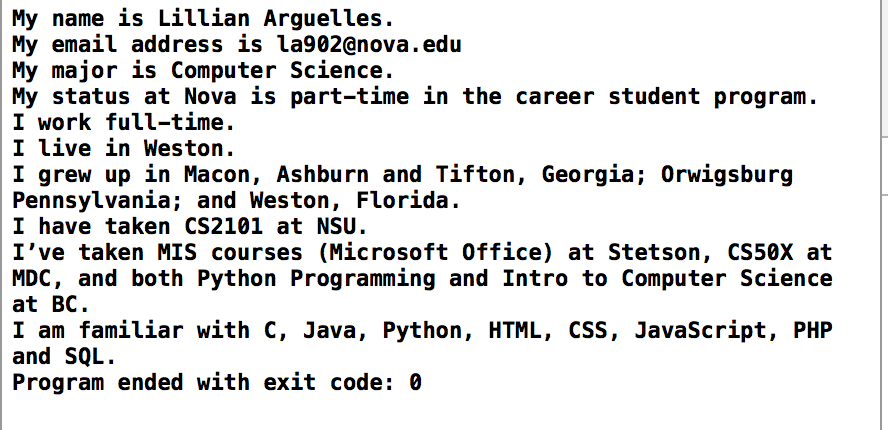 My name is Lillian Arguelles.
My email address is la902@nova.edu
My major is Computer Science.
My status at Nova is part-time in the career student program.
I work full-time.
I live in Weston.
I grew up in Macon, Ashburn and Tifton, Georgia; Orwigsburg
Pennsylvania; and Weston, Florida.
I have taken CS2101 at NSU.
I’ve taken MIS courses (Microsoft Office) at Stetson, CS50X at
MDC, and both Python Programming and Intro to Computer Science
at BC.
I am familiar with C, Java, Python, HTML, CSS, JavaScript, PHP
and SQL.
Program ended with exit code: 0